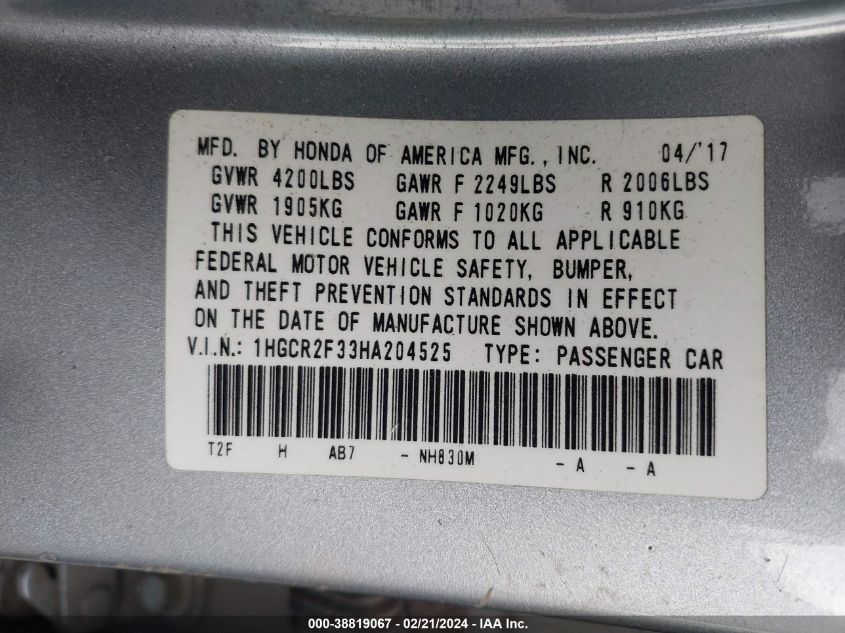 MFD. BY HONDA OF AMERICA MFG., INC. 04/'17
GVWR 4200LBS GAWR F 2249LBS R 2006LBS
GVWR 1905KG GAWR F 1020KG R 910KG
THIS VEHICLE CONFORMS TO ALL APPLICABLE
FEDERAL MOTOR VEHICLE SAFETY, BUMPER,
AND THEFT PREVENTION STANDARDS IN EFFECT
ON THE DATE OF MANUFACTURE SHOWN ABOVE.
V.I.N.: 1HGCR2F33HA204525 TYPE: PASSENGER CAR
T2F H AB7 - NH830M - A - A
000-38819067 - 02/21/2024 - IAA Inc.